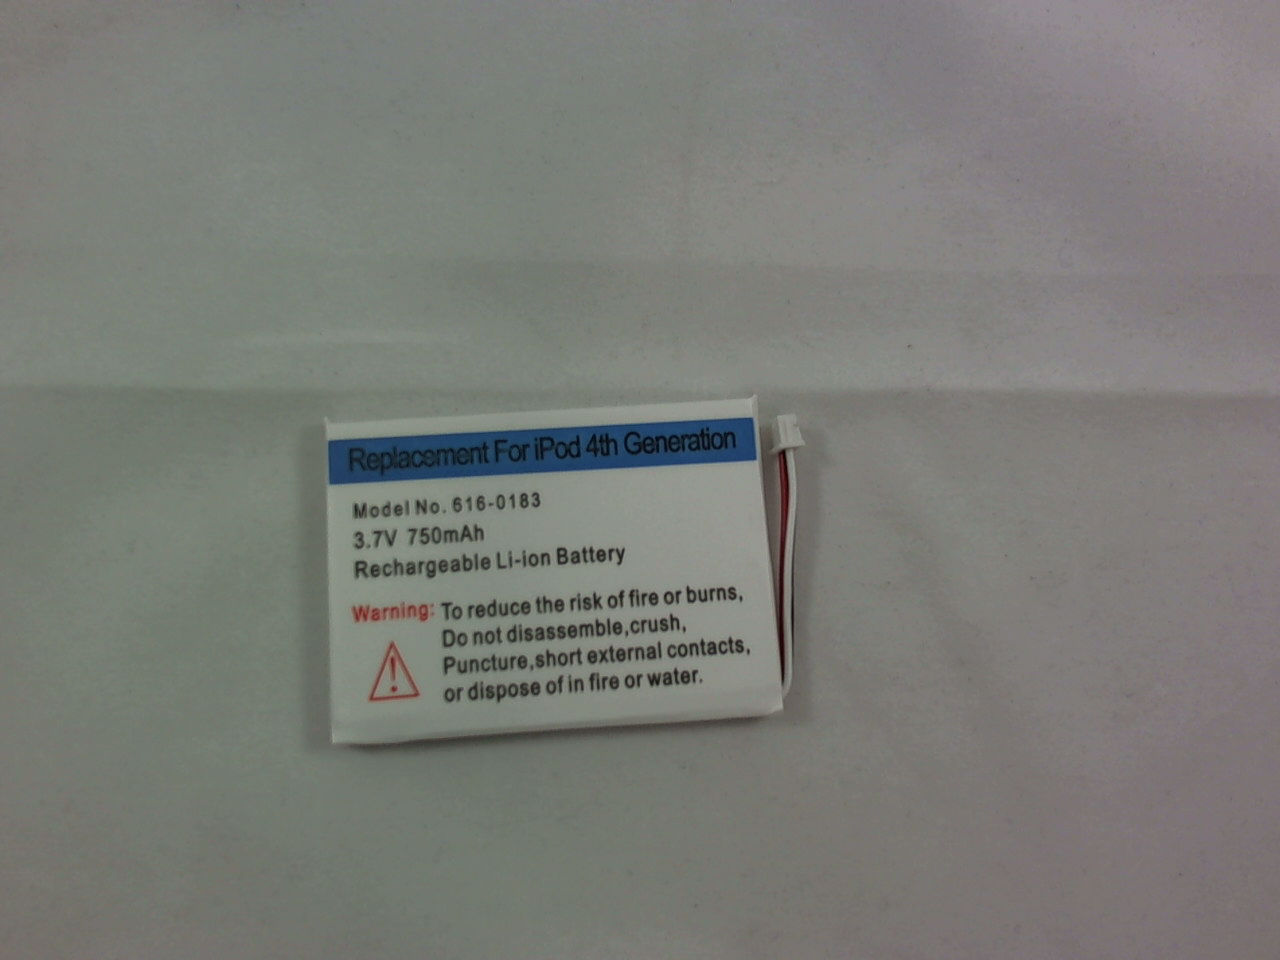 Replacement For iPod 4th Generation
Model No. 616-0183
3.7V 750mAh
Rechargeable Li-ion Battery
Warning: To reduce the risk of fire or burns,
Do not disassemble,crush,
Puncture,short external contacts,
or dispose of in fire or water.